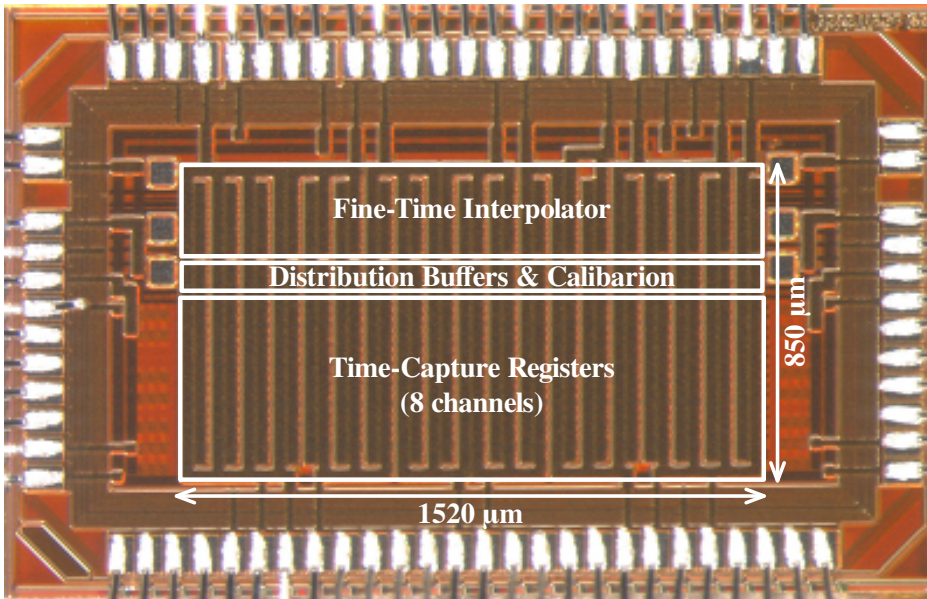 Fine-Time Interpolator
Distribution Buffers & Calibarion
Time-Capture Registers
(8 channels)
850 µm
1520 µm